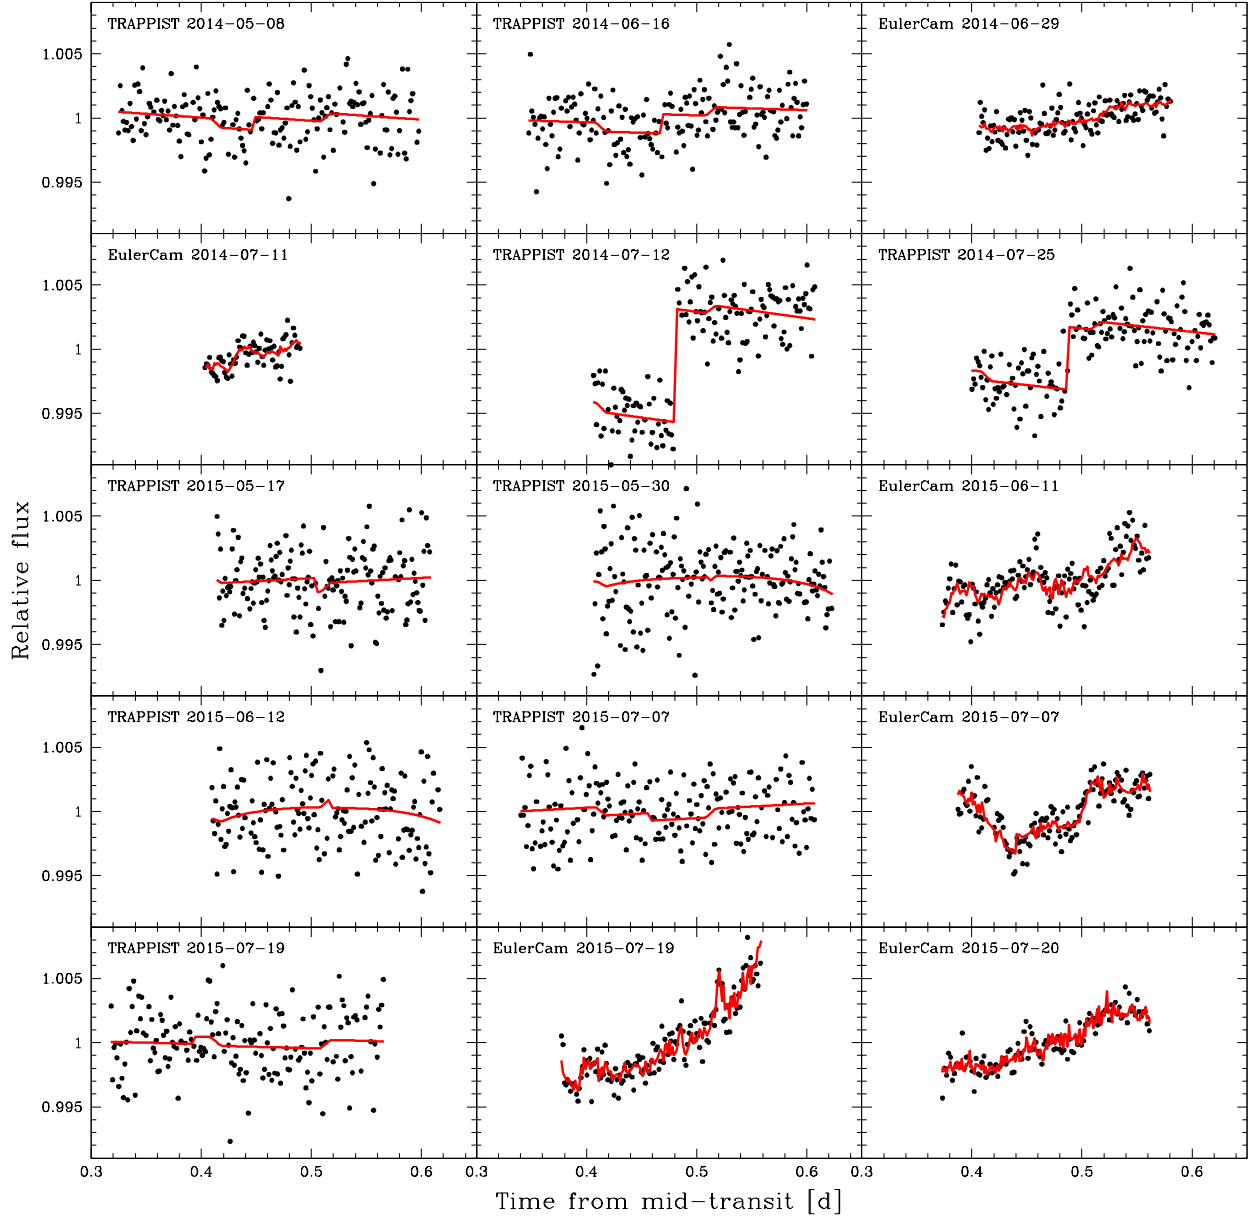 TRAPPIST 2014-05-08 TRAPPIST 2014-06-16 EulerCam 2014-06-29
1.005
1
0.995
EulerCam 2014-07-11 TRAPPIST 2014-07-12 TRAPPIST 2014-07-25
1.005
1
0.995
TRAPPIST 2015-05-17 TRAPPIST 2015-05-30 EulerCam 2015-06-11
1.005
1
0.995
Relative flux
TRAPPIST 2015-06-12 TRAPPIST 2015-07-07 EulerCam 2015-07-07
1.005
1
0.995
TRAPPIST 2015-07-19 EulerCam 2015-07-19 EulerCam 2015-07-20
1.005
1
0.995
0.3 0.4 0.5 0.6 0.3 0.4 0.5 0.6 0.3 0.4 0.5 0.6
Time from mid-transit [d]